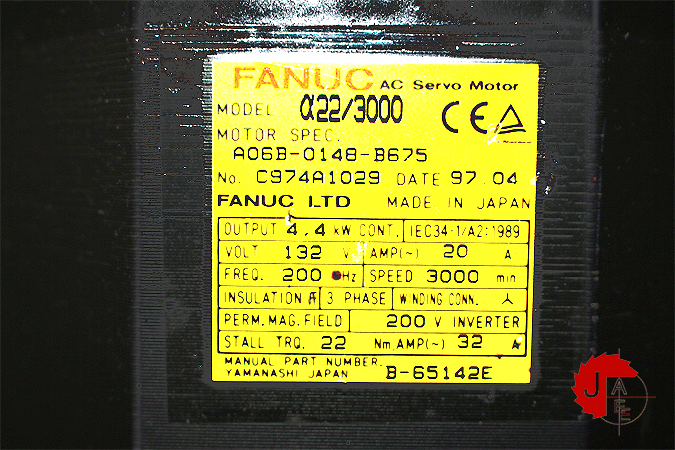 FANUC AC Servo Motor
MODEL α22/3000 CE
MOTOR SPEC.
A06B-0148-B675
No. C974A1029 DATE 97.04
FANUC LTD MADE IN JAPAN
OUTPUT 4.4 kW CONT. IEC34-1/A2:1989
VOLT 132 V AMP(~) 20 A
FREQ. 200 Hz SPEED 3000 min
INSULATION F 3 PHASE WINDING CONN.
PERM.MAG.FIELD 200 V INVERTER
STALL TRQ. 22 Nm.AMP(~) 32 A
MANUAL PART NUMBER.
YAMANASHI JAPAN B-65142E
J